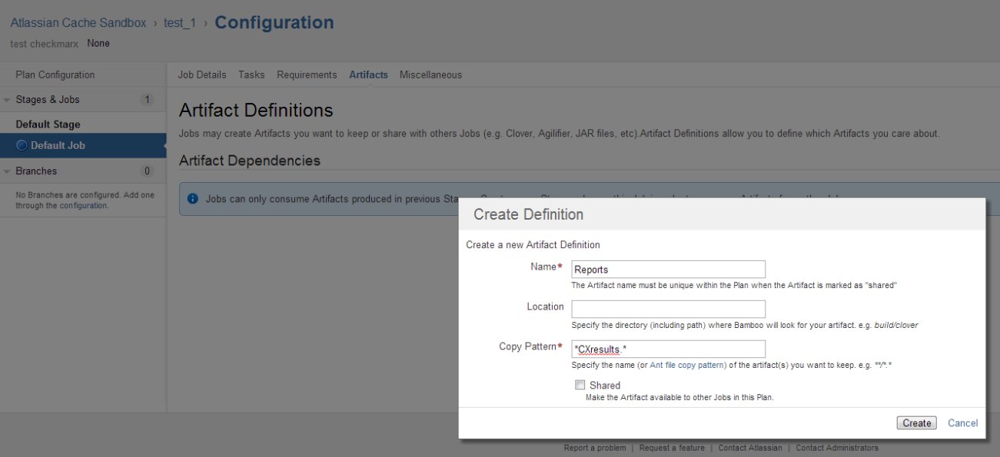 Atlassian Cache Sandbox › test_1 › Configuration
test checkmarx None
Plan Configuration
Stages & Jobs 1
Default Stage
Default Job
Branches 0
No Branches are configured. Add one
through the configuration.
Job Details Tasks Requirements Artifacts Miscellaneous
Artifact Definitions
Jobs may create Artifacts you want to keep or share with others Jobs (e.g. Clover, Agilifier, JAR files, etc).Artifact Definitions allow you to define which Artifacts you care about.
Artifact Dependencies
Jobs can only consume Artifacts produced in previous
Create Definition
Create a new Artifact Definition
Name* Reports
The Artifact name must be unique within the Plan when the Artifact is marked as "shared"
Location
Specify the directory (including path) where Bamboo will look for your artifact. e.g. build/clover
Copy Pattern* *CXresults.*
Specify the name (or Ant file copy pattern) of the artifact(s) you want to keep. e.g. **/*.*
Shared
Make the Artifact available to other Jobs in this Plan.
Create Cancel
Report a problem | Request a feature | Contact Atlassian | Contact Administrators